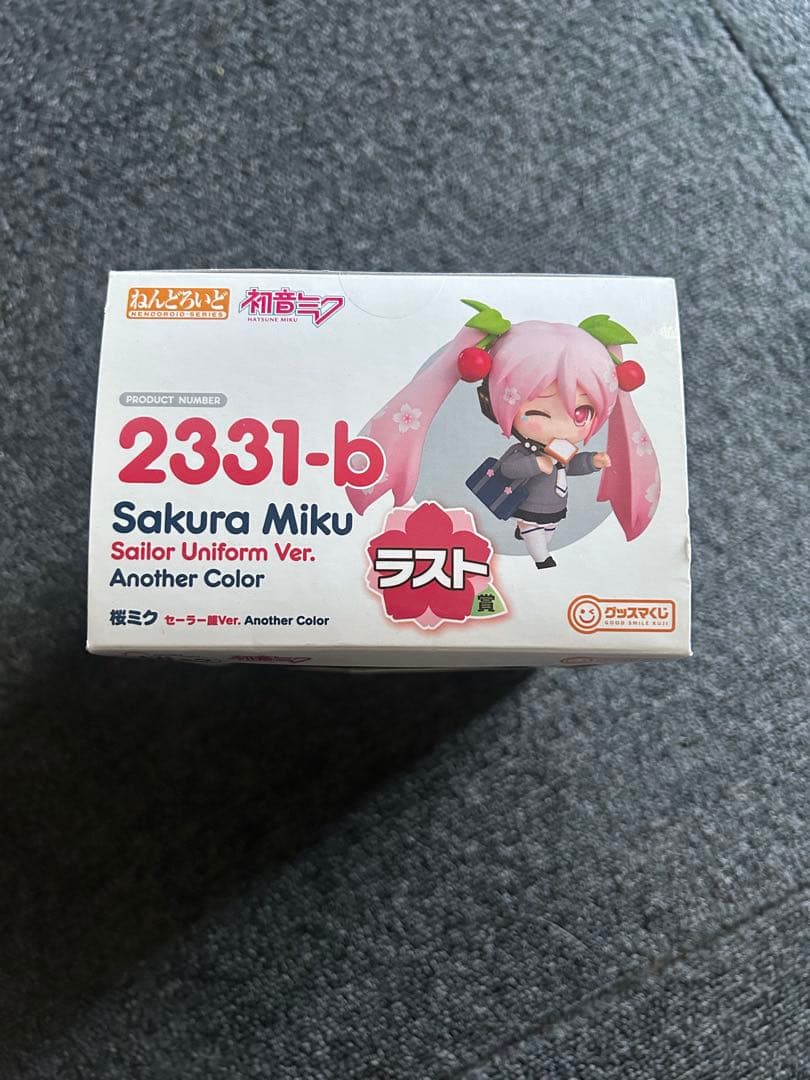 ねんどろいど
NENDOROID-SERIES
初音ミク
HATSUNE MIKU
PRODUCT NUMBER
2331-b
Sakura Miku
Sailor Uniform Ver.
Another Color
桜ミク セーラー服Ver. Another Color
ラスト
賞
グッスマくじ
GOOD SMILE KUJI